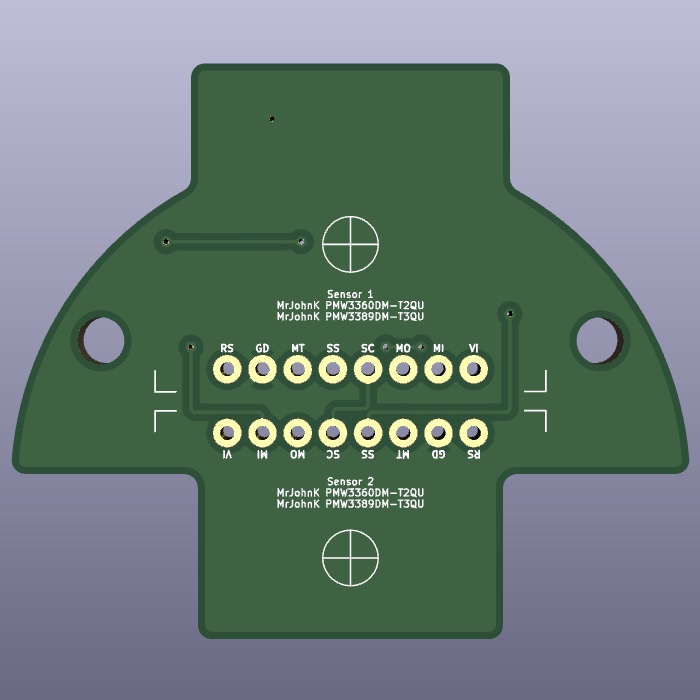 Sensor 1
MrJohnK PMW3360DM-T2QU
MrJohnK PMW3389DM-T3QU
RS GD MT SS SC MO MI VI
VI MI MO SC SS MT GD RS
Sensor 2
MrJohnK PMW3360DM-T2QU
MrJohnK PMW3389DM-T3QU